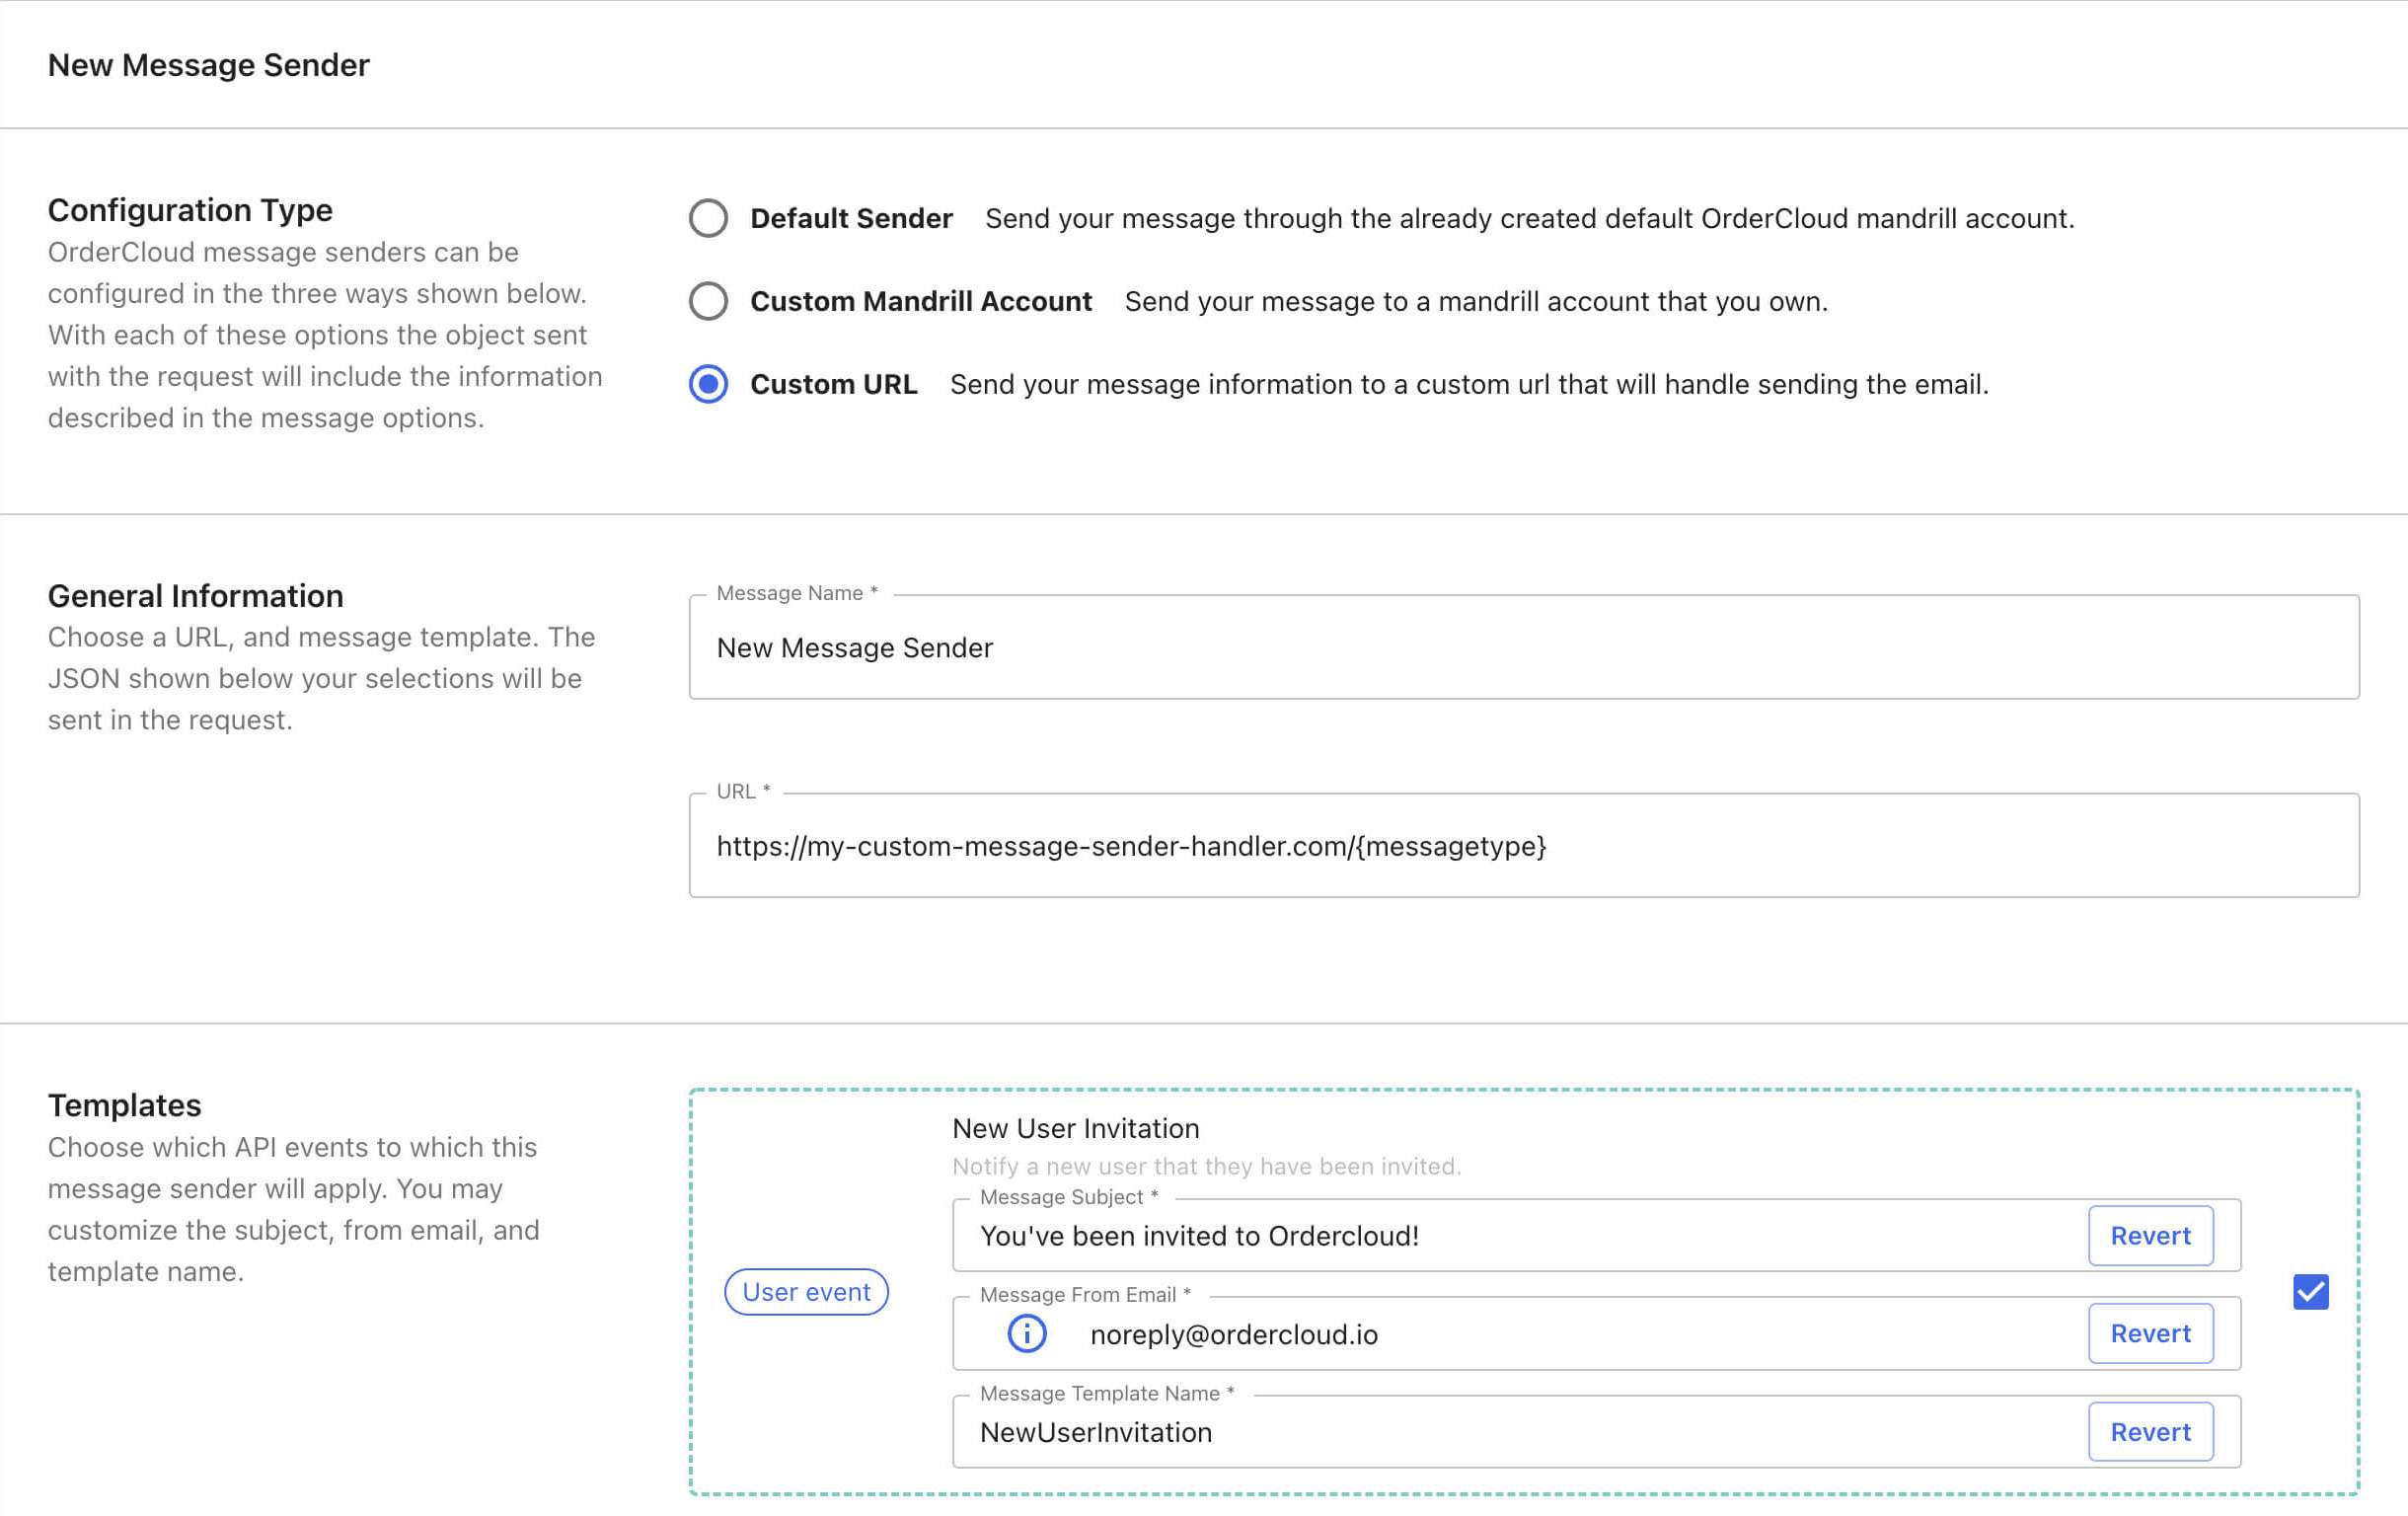 New Message Sender
Configuration Type
OrderCloud message senders can be
configured in the three ways shown below.
With each of these options the object sent
with the request will include the information
described in the message options.
Default Sender Send your message through the already created default OrderCloud mandrill account.
Custom Mandrill Account Send your message to a mandrill account that you own.
Custom URL Send your message information to a custom url that will handle sending the email.
General Information
Choose a URL, and message template. The
JSON shown below your selections will be
sent in the request.
Message Name *
New Message Sender
URL *
https://my-custom-message-sender-handler.com/{messagetype}
Templates
Choose which API events to which this
message sender will apply. You may
customize the subject, from email, and
template name.
User event
New User Invitation
Notify a new user that they have been invited.
Message Subject *
You've been invited to Ordercloud!
Revert
Message From Email *
noreply@ordercloud.io
Revert
Message Template Name *
NewUserInvitation
Revert